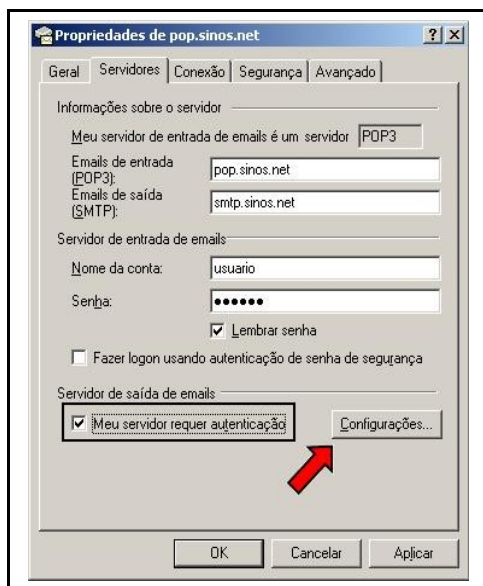 Propriedades de pop.sinos.net
Geral Servidores Conexão Segurança Avançado
Informações sobre o servidor
Meu servidor de entrada de emails é um servidor POP3
Emails de entrada
(POP3): pop.sinos.net
Emails de saída
(SMTP): smtp.sinos.net
Servidor de entrada de emails
Nome da conta: usuario
Senha: ●●●●●●
Lembrar senha
Fazer logon usando autenticação de senha de segurança
Servidor de saída de emails
Meu servidor requer autenticação Configurações...
OK Cancelar Aplicar